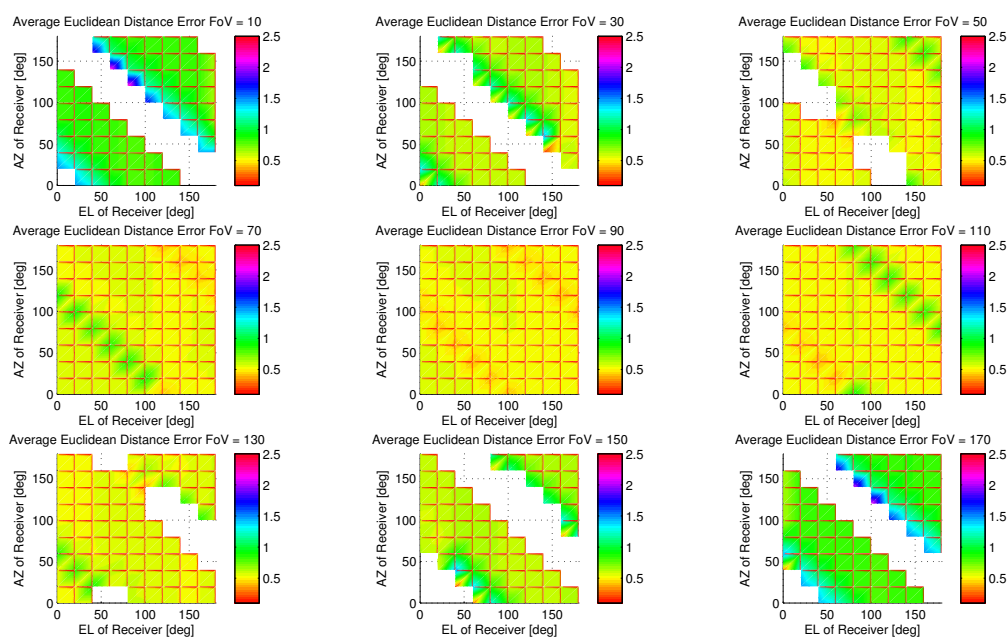 Average Euclidean Distance Error FoV = 10
Average Euclidean Distance Error FoV = 30
Average Euclidean Distance Error FoV = 50
AZ of Receiver [deg]
150
100
50
0
0 50 100 150
EL of Receiver [deg]
2.5
2
1.5
1
0.5
AZ of Receiver [deg]
150
100
50
0
0 50 100 150
EL of Receiver [deg]
2.5
2
1.5
1
0.5
AZ of Receiver [deg]
150
100
50
0
0 50 100 150
EL of Receiver [deg]
2.5
2
1.5
1
0.5
Average Euclidean Distance Error FoV = 70
Average Euclidean Distance Error FoV = 90
Average Euclidean Distance Error FoV = 110
AZ of Receiver [deg]
150
100
50
0
0 50 100 150
EL of Receiver [deg]
2.5
2
1.5
1
0.5
AZ of Receiver [deg]
150
100
50
0
0 50 100 150
EL of Receiver [deg]
2.5
2
1.5
1
0.5
AZ of Receiver [deg]
150
100
50
0
0 50 100 150
EL of Receiver [deg]
2.5
2
1.5
1
0.5
Average Euclidean Distance Error FoV = 130
Average Euclidean Distance Error FoV = 150
Average Euclidean Distance Error FoV = 170
AZ of Receiver [deg]
150
100
50
0
0 50 100 150
EL of Receiver [deg]
2.5
2
1.5
1
0.5
AZ of Receiver [deg]
150
100
50
0
0 50 100 150
EL of Receiver [deg]
2.5
2
1.5
1
0.5
AZ of Receiver [deg]
150
100
50
0
0 50 100 150
EL of Receiver [deg]
2.5
2
1.5
1
0.5